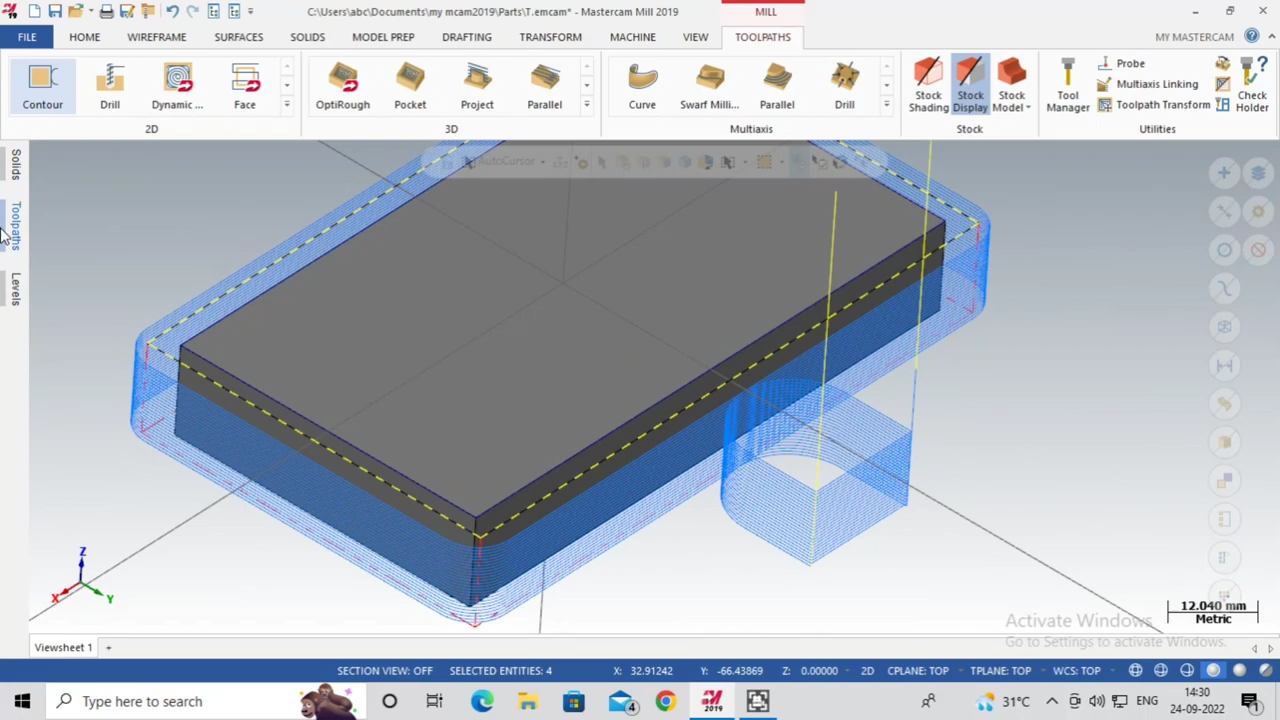 C:\Users\abc\Documents\my mcam2019\Parts\T.emcam* - Mastercam Mill 2019
MILL
FILE HOME WIREFRAME SURFACES SOLIDS MODEL PREP DRAFTING TRANSFORM MACHINE VIEW TOOLPATHS MY MASTERCAM
Contour Drill Dynamic ... Face OptiRough Pocket Project Parallel Curve Swarf Milli... Parallel Drill
Stock Shading Stock Display Stock Model Tool Manager
Probe
Multiaxis Linking
Toolpath Transform
Check Holder
2D 3D Multiaxis Stock Utilities
AutoCursor
Solids
Toolpaths
Levels
Z
X
Y
12.040 mm
Metric
Activate Windows
Go to Settings to activate Windows.
Viewsheet 1 +
SECTION VIEW: OFF SELECTED ENTITIES: 4 X: 32.91242 Y: -66.43869 Z: 0.00000 2D CPLANE: TOP TPLANE: TOP WCS: TOP
Type here to search
4
2019
31°C
ENG
14:30
24-09-2022
1